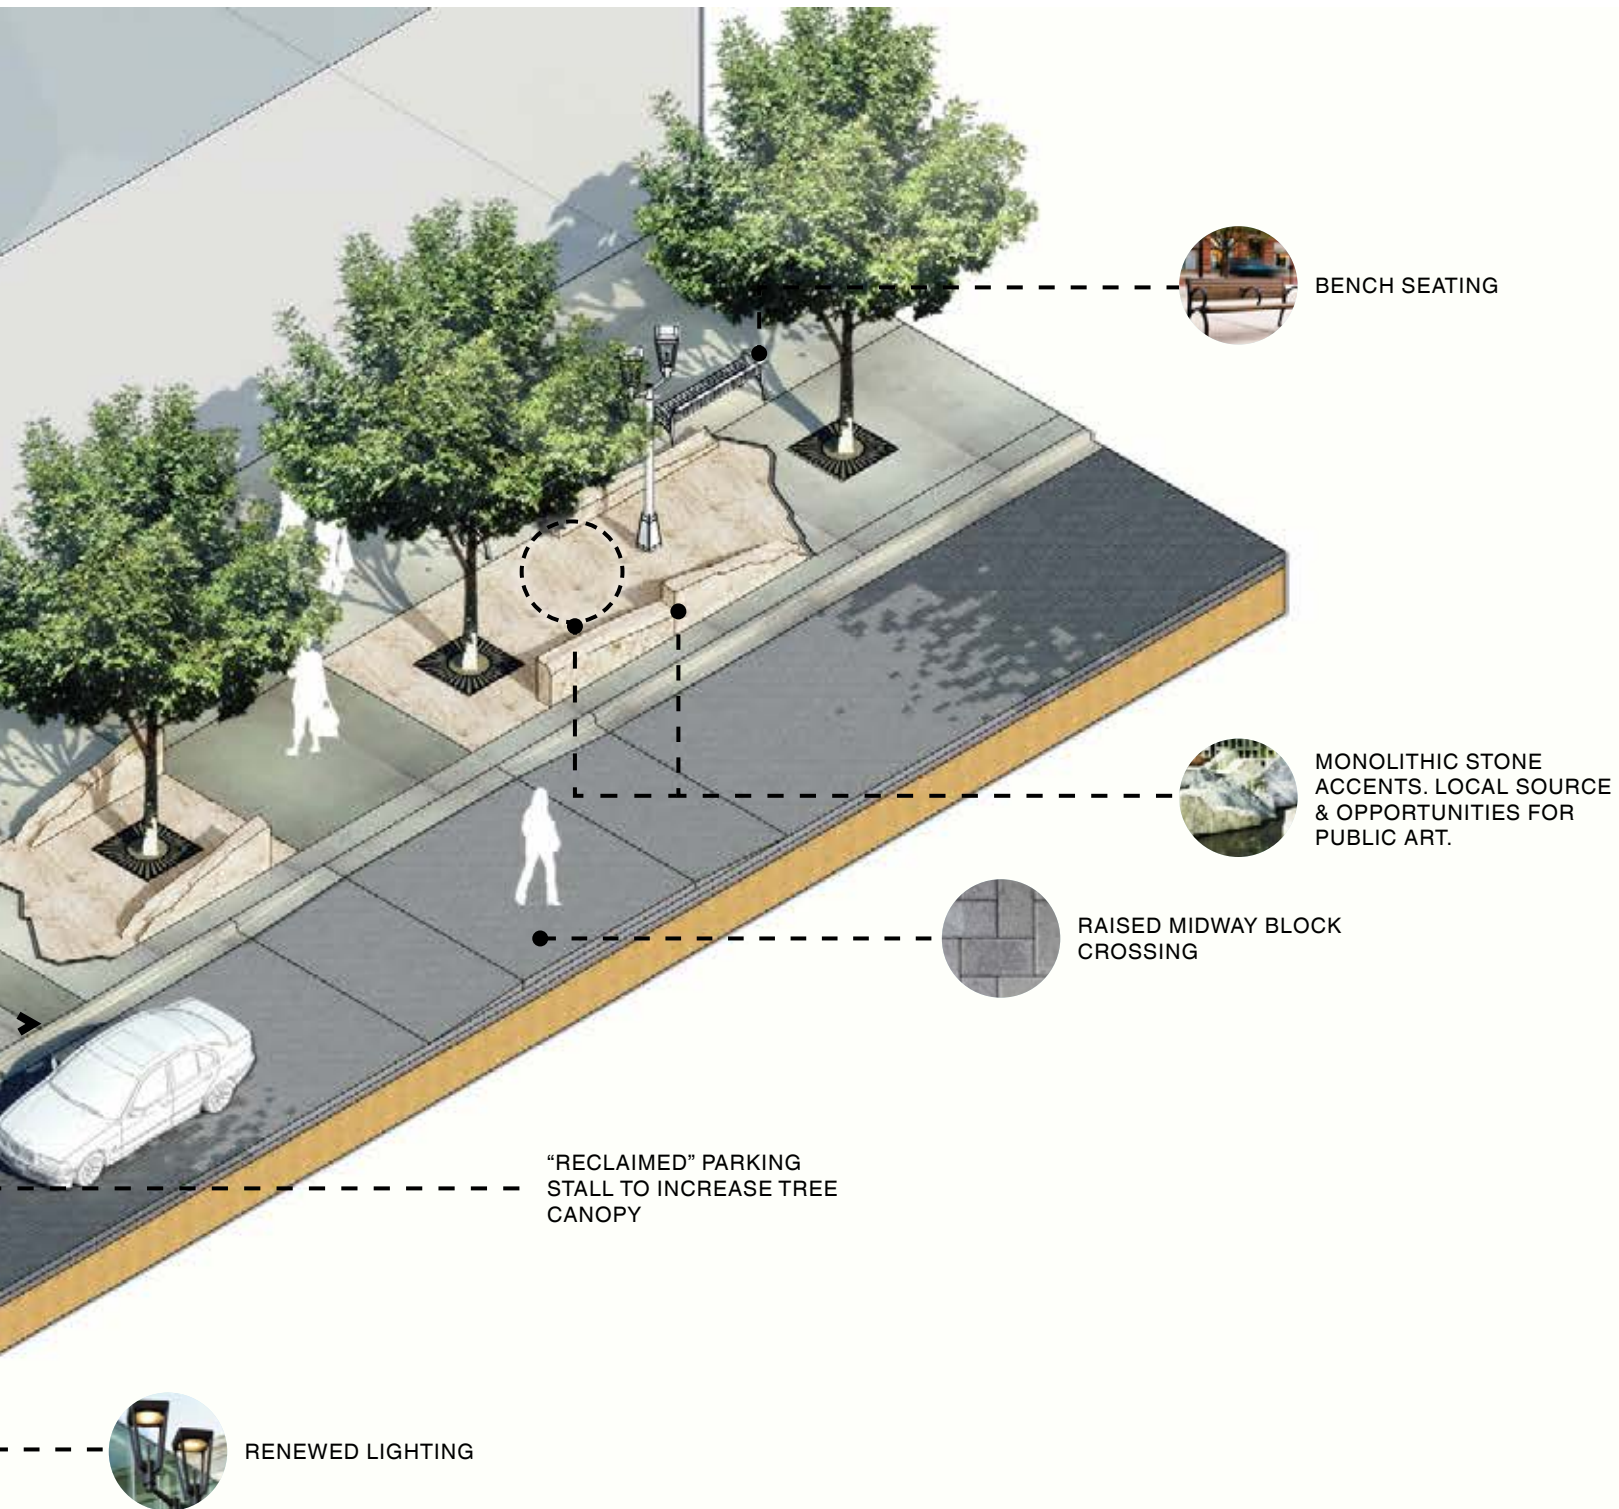 BENCH SEATING
MONOLITHIC STONE
ACCENTS. LOCAL SOURCE
& OPPORTUNITIES FOR
PUBLIC ART.
RAISED MIDWAY BLOCK
CROSSING
“RECLAIMED” PARKING
STALL TO INCREASE TREE
CANOPY
RENEWED LIGHTING